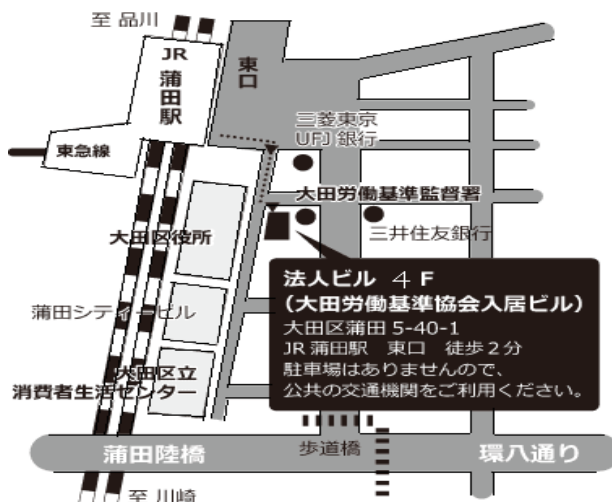 至 品川
JR
蒲
田
駅
東口
三菱東京
UFJ 銀行
東急線
大田労働基準監督署
三井住友銀行
大田区役所
法人ビル 4 F
（大田労働基準協会入居ビル）
大田区蒲田 5-40-1
JR 蒲田駅 東口 徒歩２分
駐車場はありませんので、
公共の交通機関をご利用ください。
蒲田シティービル
大田区立
消費者生活センター
歩道橋
蒲田陸橋
環八通り
至 川崎